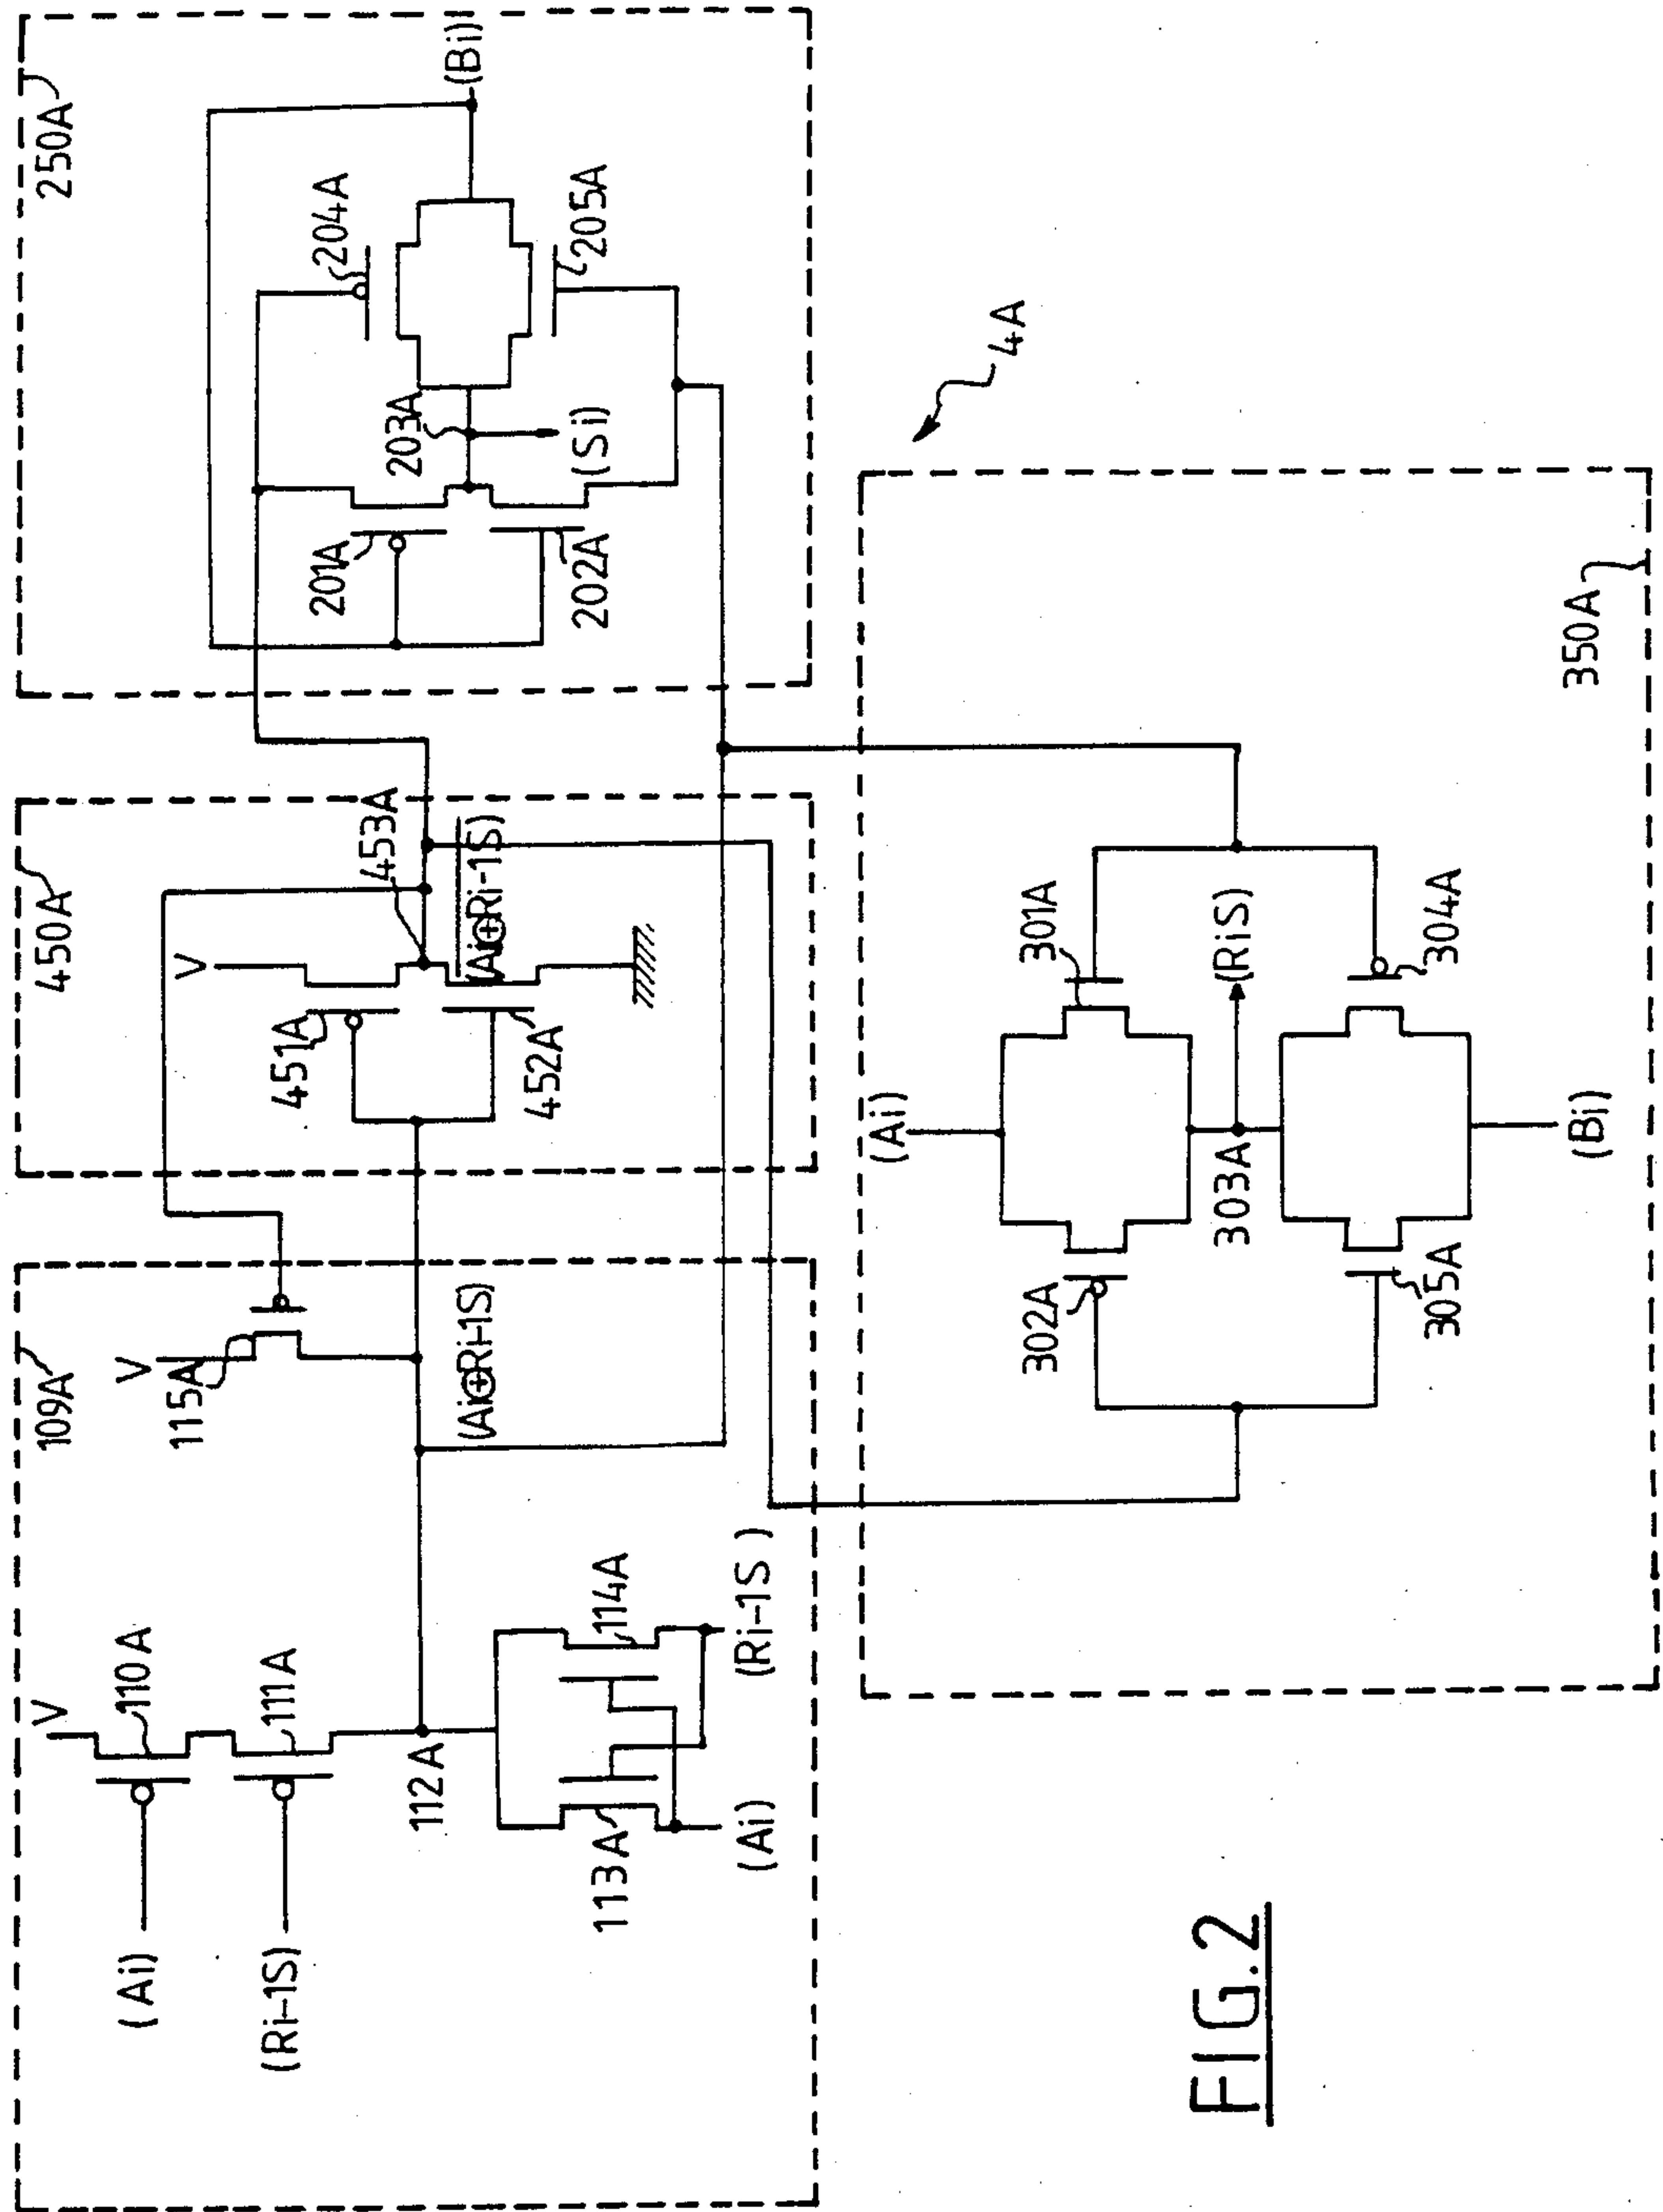 109A
V
110A
(Ai)
111A
(Ri-1S)
112A
113A
114A
(Ai)
(Ri-1S)
V
115A
(Ai⊕Ri-1S)
450A
V
451A
452A
453A
(Ai⊕Ri-1S)
250A
201A
202A
203A
(Si)
204A
205A
(Bi)
4A
350A
(Ai)
301A
302A
303A
(RiS)
304A
305A
(Bi)
FIG.2